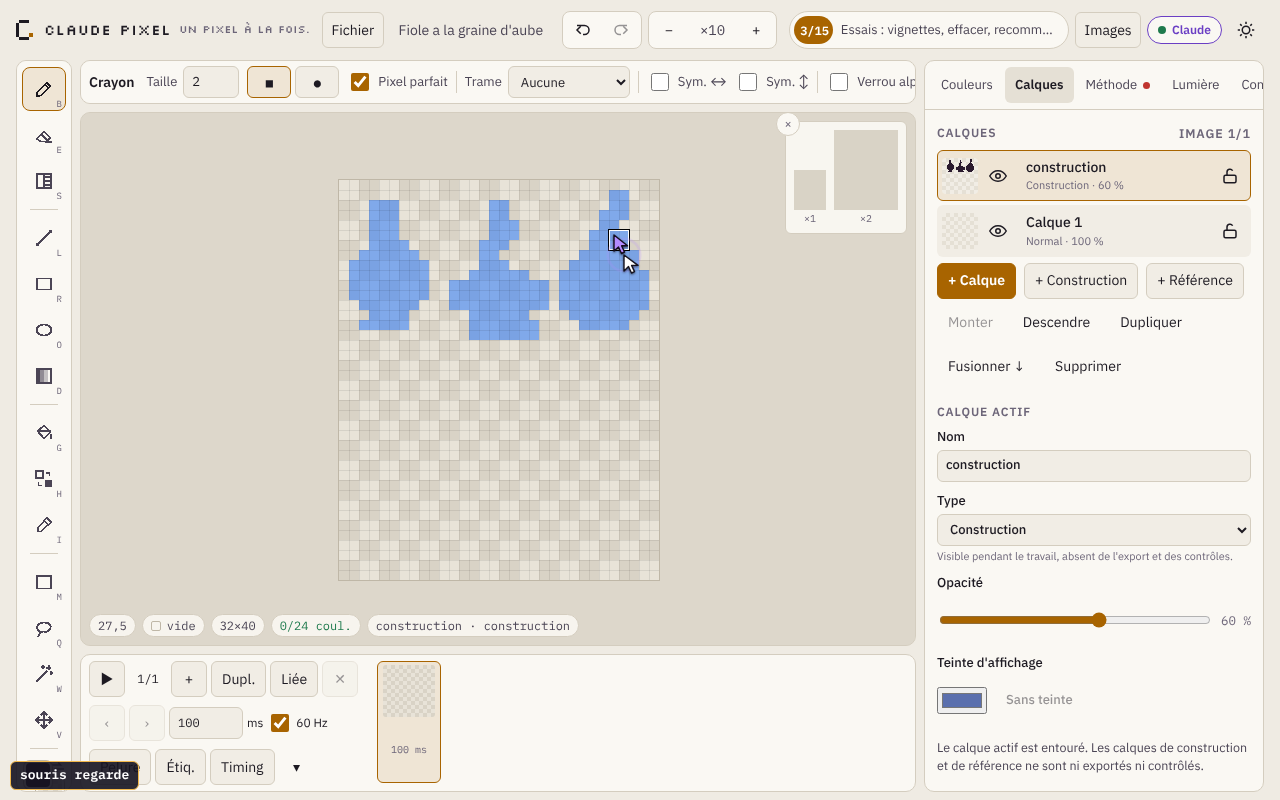 CLAUDE PIXEL UN PIXEL À LA FOIS. Fichier Fiole a la graine d'aube − ×10 + 3/15 Essais : vignettes, effacer, recomm… Images Claude
Crayon Taille 2 Pixel parfait Trame Aucune Sym. Sym. Verrou alp
B
E
S
L
R
O
D
G
H
I
M
Q
W
V
×
×1 ×2
27,5 vide 32×40 0/24 coul. construction · construction
1/1 + Dupl. Liée ×
‹ › 100 ms 60 Hz
Étiq. Timing ▼
100 ms
souris regarde
Couleurs Calques Méthode Lumière Con
CALQUES IMAGE 1/1
construction
Construction · 60 %
Calque 1
Normal · 100 %
+ Calque + Construction + Référence
Monter Descendre Dupliquer
Fusionner ↓ Supprimer
CALQUE ACTIF
Nom
construction
Type
Construction
Visible pendant le travail, absent de l'export et des contrôles.
Opacité
60 %
Teinte d'affichage
Sans teinte
Le calque actif est entouré. Les calques de construction
et de référence ne sont ni exportés ni contrôlés.